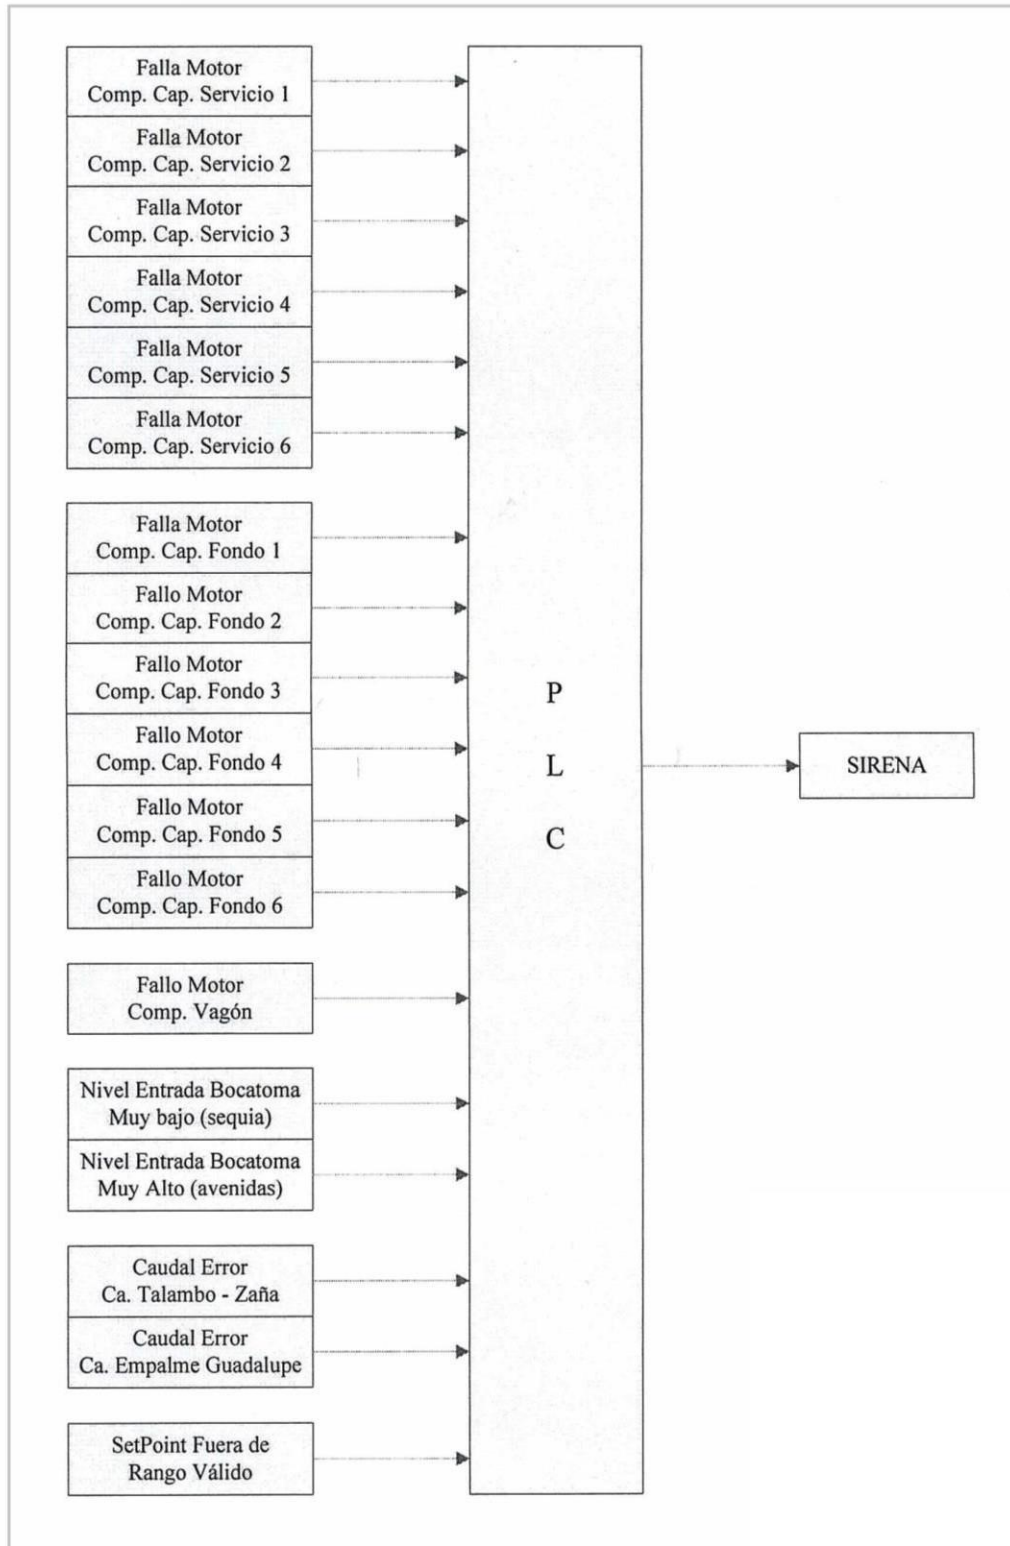 Falla Motor
Comp. Cap. Servicio 1
Falla Motor
Comp. Cap. Servicio 2
Falla Motor
Comp. Cap. Servicio 3
Falla Motor
Comp. Cap. Servicio 4
Falla Motor
Comp. Cap. Servicio 5
Falla Motor
Comp. Cap. Servicio 6
Falla Motor
Comp. Cap. Fondo 1
Fallo Motor
Comp. Cap. Fondo 2
Fallo Motor
Comp. Cap. Fondo 3
Fallo Motor
Comp. Cap. Fondo 4
Fallo Motor
Comp. Cap. Fondo 5
Fallo Motor
Comp. Cap. Fondo 6
Fallo Motor
Comp. Vagón
Nivel Entrada Bocatoma
Muy bajo (sequia)
Nivel Entrada Bocatoma
Muy Alto (avenidas)
Caudal Error
Ca. Talambo - Zaña
Caudal Error
Ca. Empalme Guadalupe
SetPoint Fuera de
Rango Válido
P
L
C
SIRENA